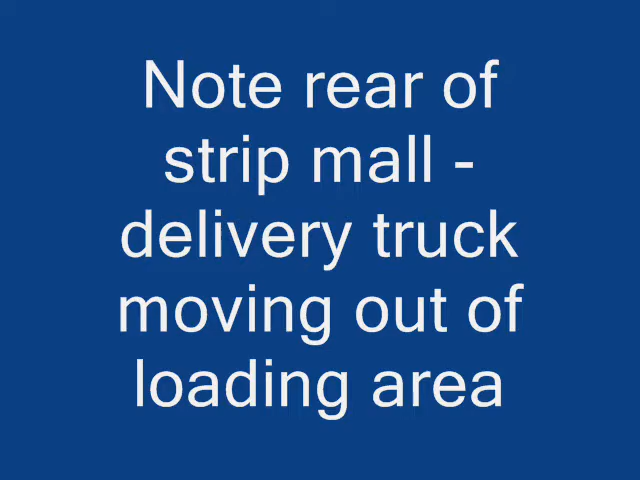 Note rear of
strip mall -
delivery truck
moving out of
loading area